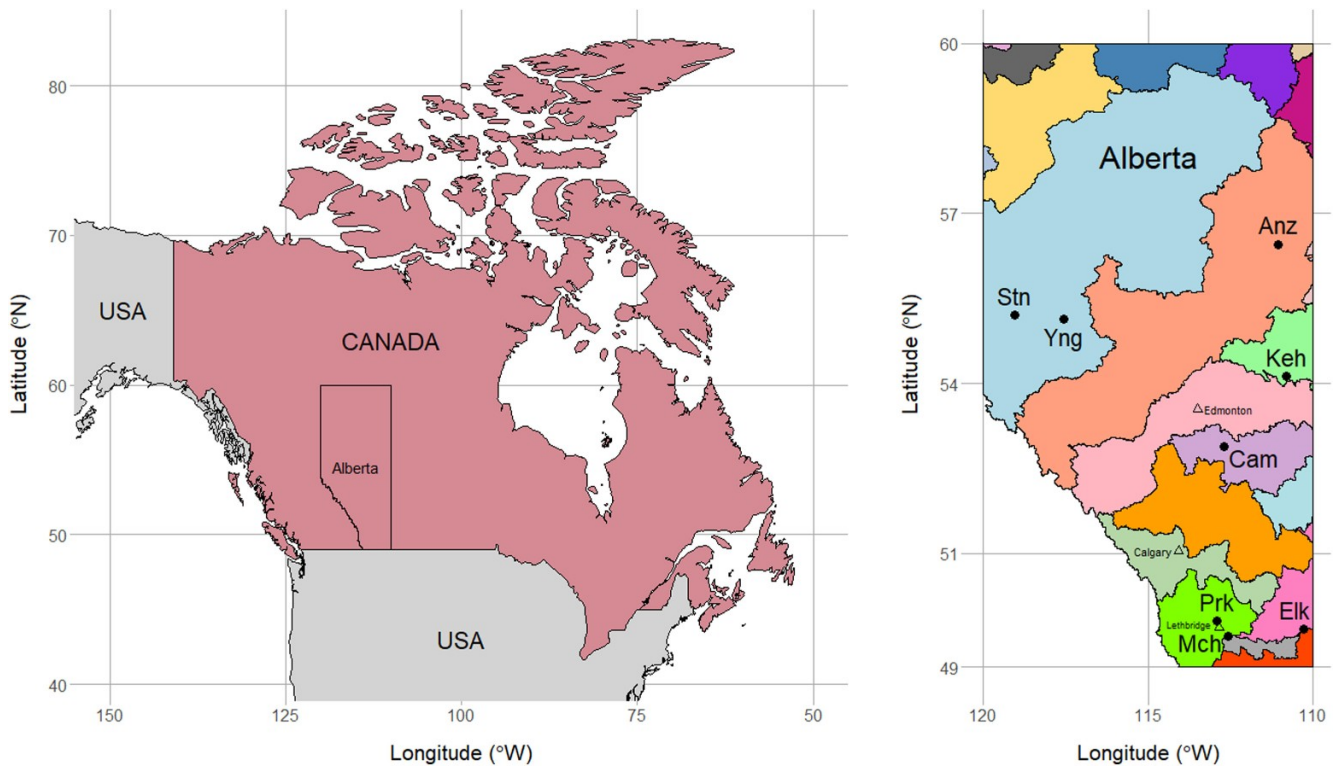 80
70
60
50
40
150
125
100
75
50
Latitude (°N)
Longitude (°W)
USA
CANADA
Alberta
USA
60
57
54
51
49
120
115
110
Latitude (°N)
Longitude (°W)
Alberta
Anz
Stn
Yng
Keh
Edmonton
Cam
Calgary
Prk
Elk
Lethbridge
Mch